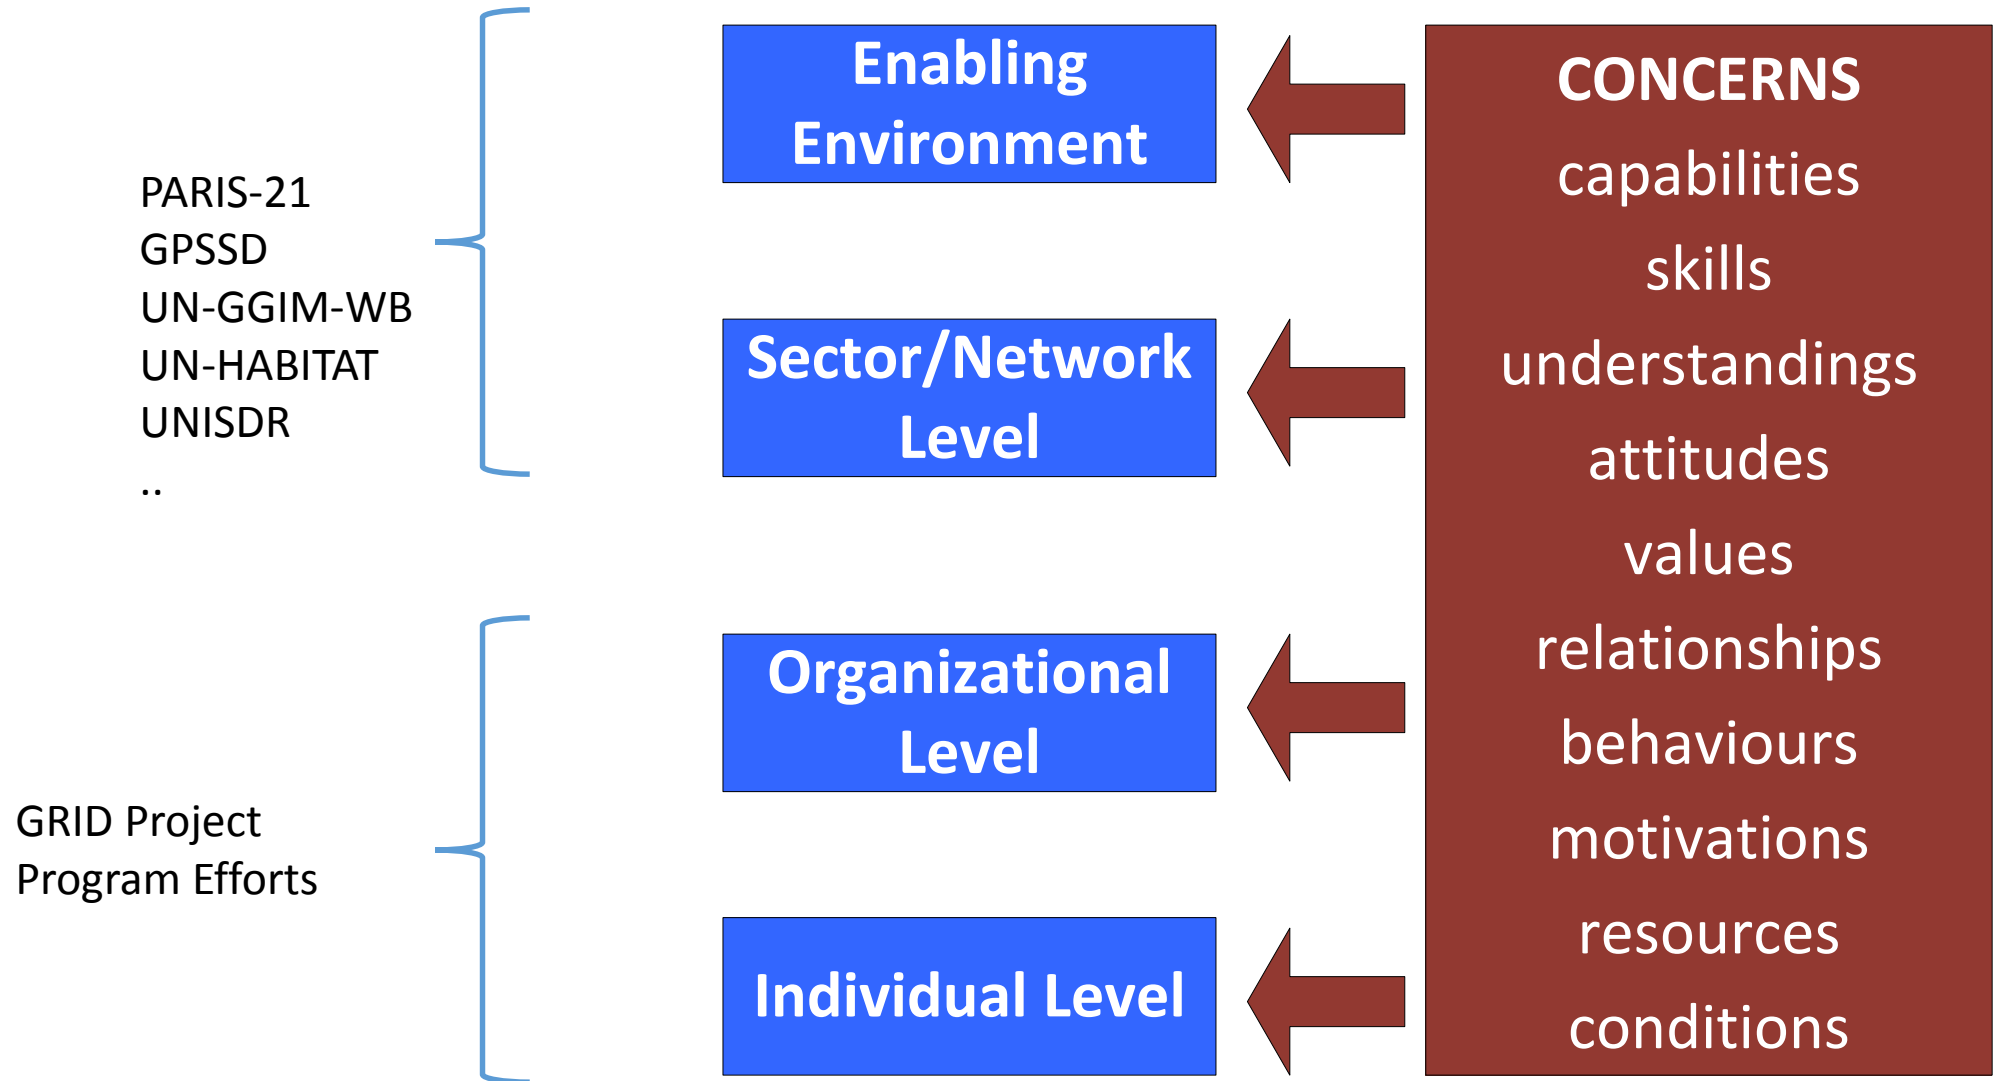 PARIS-21
GPSSD
UN-GGIM-WB
UN-HABITAT
UNISDR
..
GRID Project
Program Efforts
Enabling
Environment
Sector/Network
Level
Organizational
Level
Individual Level
CONCERNS
capabilities
skills
understandings
attitudes
values
relationships
behaviours
motivations
resources
conditions